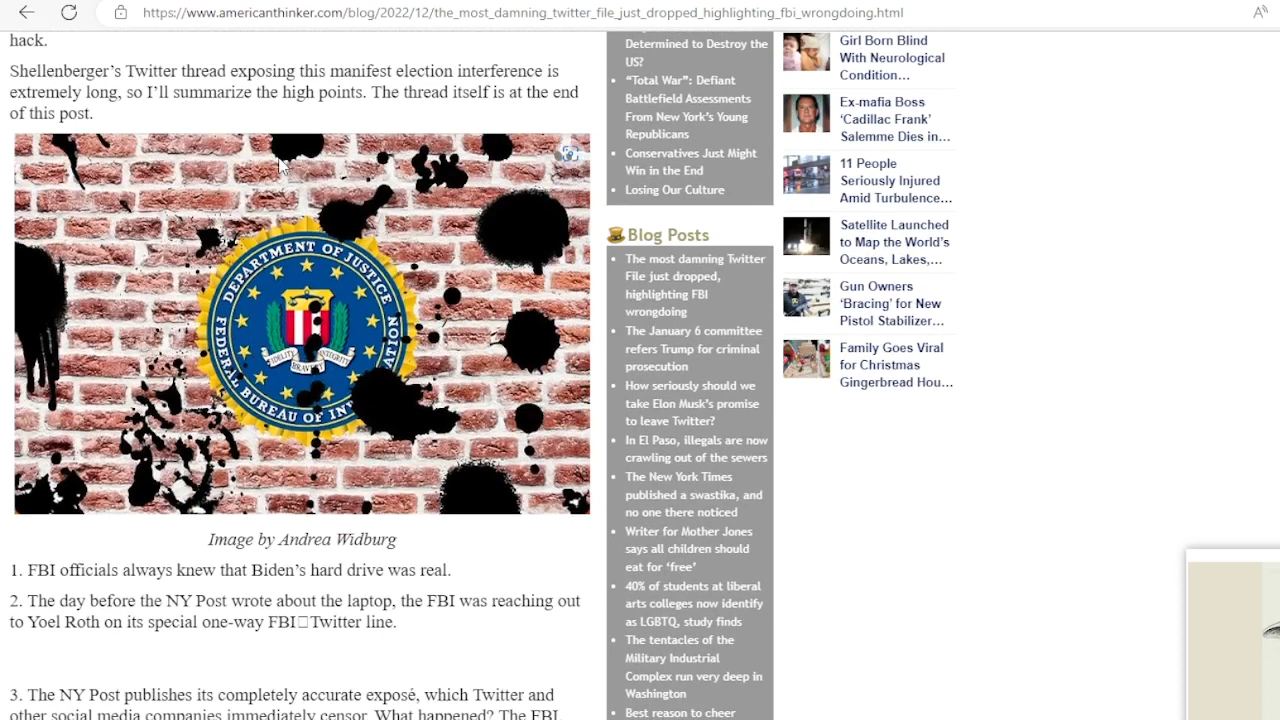 https://www.americanthinker.com/blog/2022/12/the_most_damning_twitter_file_just_dropped_highlighting_fbi_wrongdoing.html
hack.
Shellenberger’s Twitter thread exposing this manifest election interference is
extremely long, so I’ll summarize the high points. The thread itself is at the end
of this post.
DEPARTMENT OF JUSTICE
FEDERAL BUREAU OF IN
ATION
FIDELITY
BRAVERY
INTEGRITY
Image by Andrea Widburg
1. FBI officials always knew that Biden’s hard drive was real.
2. The day before the NY Post wrote about the laptop, the FBI was reaching out
to Yoel Roth on its special one-way FBI□Twitter line.
3. The NY Post publishes its completely accurate exposé, which Twitter and
other social media companies immediately censor. What happened? The FBI,
Determined to Destroy the
US?
“Total War”: Defiant
Battlefield Assessments
From New York’s Young
Republicans
Conservatives Just Might
Win in the End
Losing Our Culture
Blog Posts
The most damning Twitter
File just dropped,
highlighting FBI
wrongdoing
The January 6 committee
refers Trump for criminal
prosecution
How seriously should we
take Elon Musk’s promise
to leave Twitter?
In El Paso, illegals are now
crawling out of the sewers
The New York Times
published a swastika, and
no one there noticed
Writer for Mother Jones
says all children should
eat for ‘free’
40% of students at liberal
arts colleges now identify
as LGBTQ, study finds
The tentacles of the
Military Industrial
Complex run very deep in
Washington
Best reason to cheer
Girl Born Blind
With Neurological
Condition…
Ex-mafia Boss
‘Cadillac Frank’
Salemme Dies in…
11 People
Seriously Injured
Amid Turbulence…
Satellite Launched
to Map the World’s
Oceans, Lakes,…
Gun Owners
‘Bracing’ for New
Pistol Stabilizer…
Family Goes Viral
for Christmas
Gingerbread Hou…